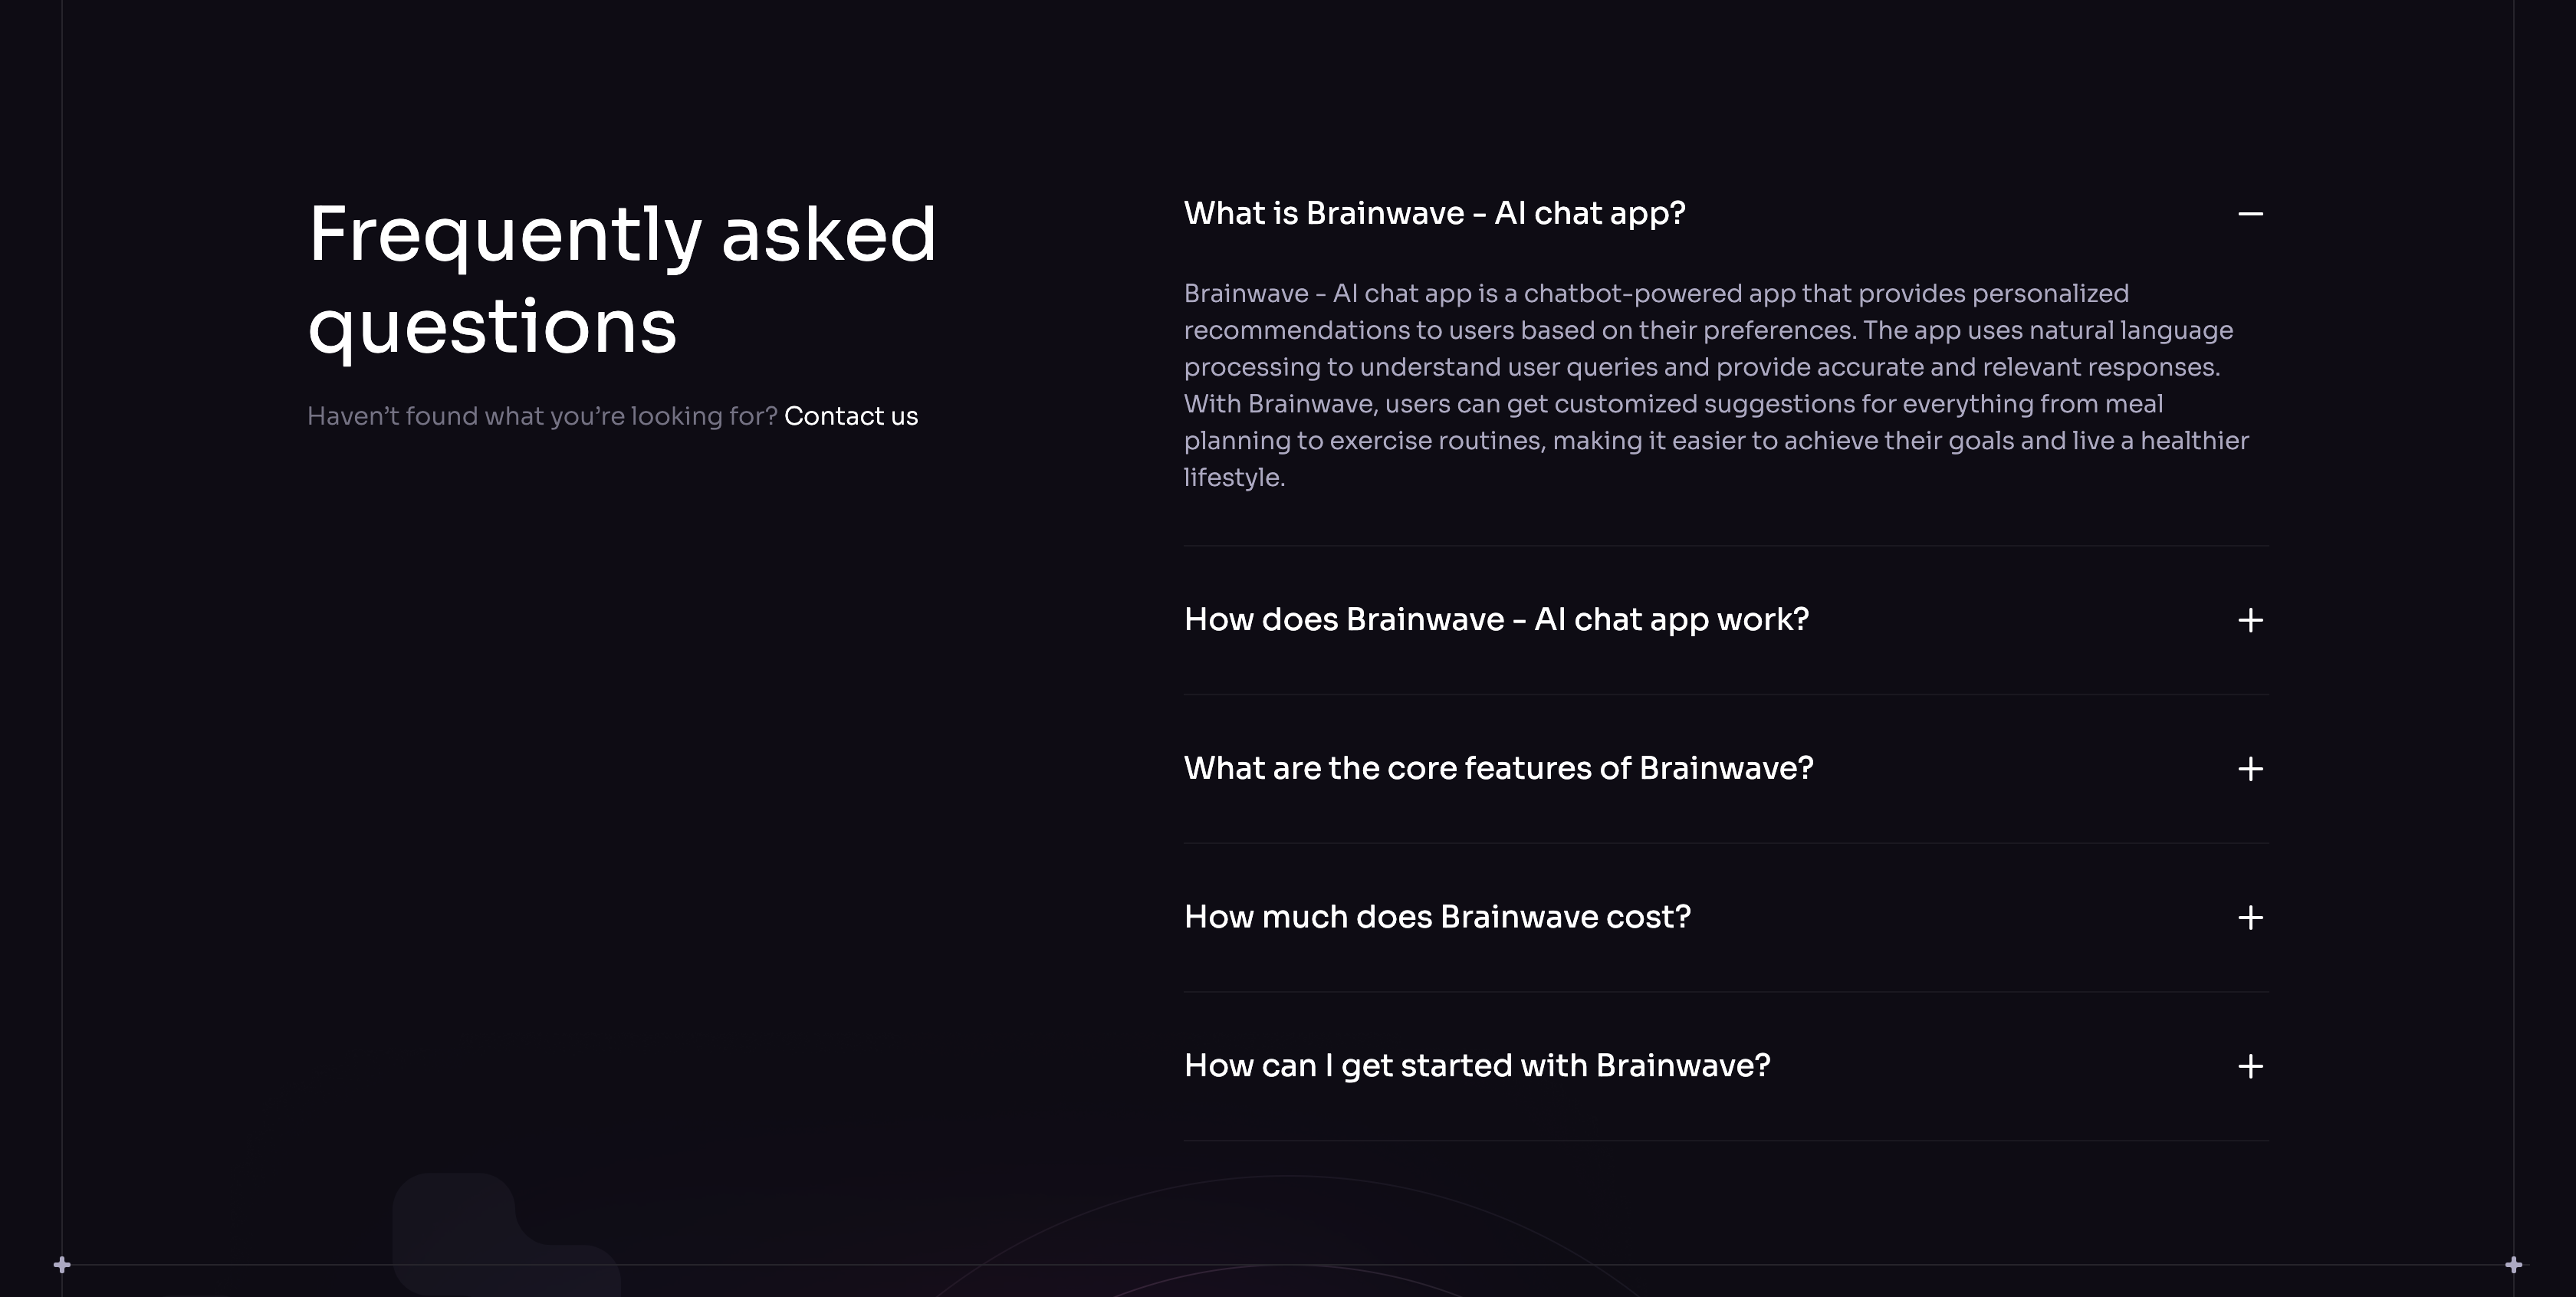 Frequently asked
questions
Haven’t found what you’re looking for? Contact us
What is Brainwave - AI chat app?
Brainwave - AI chat app is a chatbot-powered app that provides personalized
recommendations to users based on their preferences. The app uses natural language
processing to understand user queries and provide accurate and relevant responses.
With Brainwave, users can get customized suggestions for everything from meal
planning to exercise routines, making it easier to achieve their goals and live a healthier
lifestyle.
How does Brainwave - AI chat app work?
What are the core features of Brainwave?
How much does Brainwave cost?
How can I get started with Brainwave?